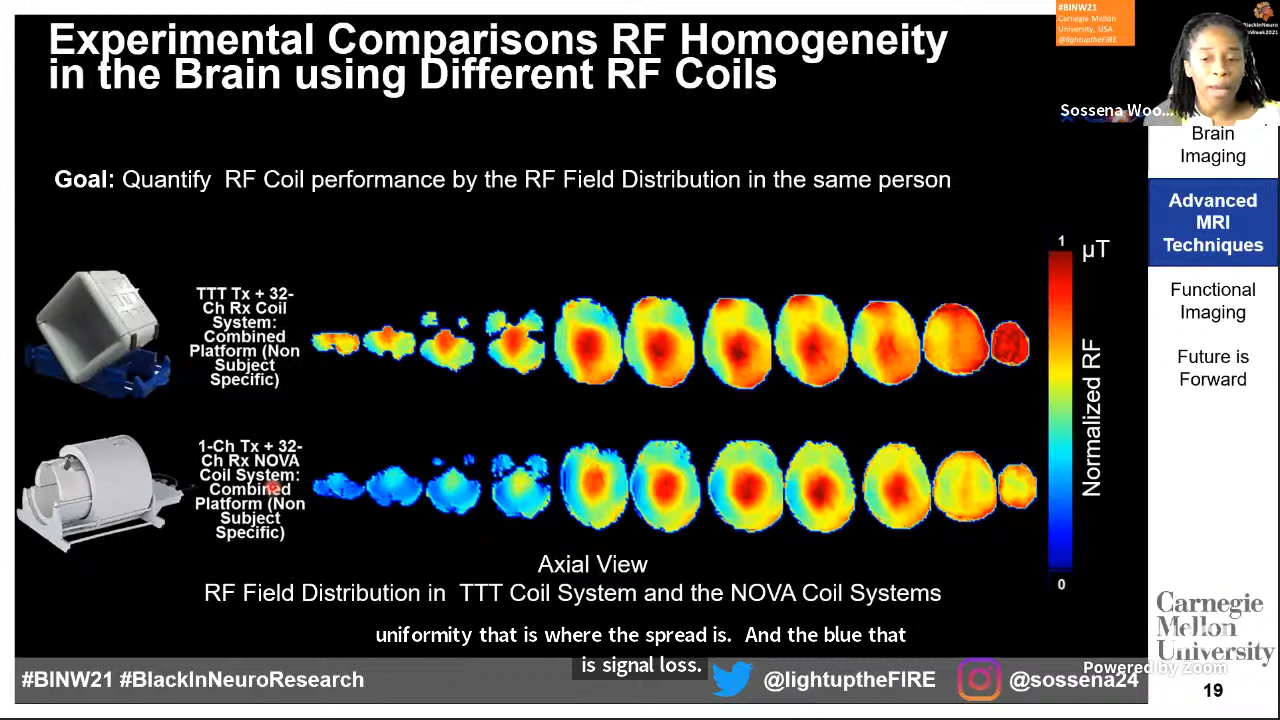 Experimental Comparisons RF Homogeneity
in the Brain using Different RF Coils
#BINW21
Carnegie Mellon
University, USA
@lightuptheFIRE
Sossena Woo...
Goal: Quantify RF Coil performance by the RF Field Distribution in the same person
Brain
Imaging
Advanced
MRI
Techniques
Functional
Imaging
Future is
Forward
TTT Tx + 32-
Ch Rx Coil
System:
Combined
Platform (Non
Subject
Specific)
1-Ch Tx + 32-
Ch Rx NOVA
Coil System:
Combined
Platform (Non
Subject
Specific)
1
µT
Normalized RF
0
Axial View
RF Field Distribution in TTT Coil System and the NOVA Coil Systems
uniformity that is where the spread is. And the blue that
is signal loss.
Carnegie
Mellon
University
Powered by Zoom
#BINW21 #BlackInNeuroResearch
@lightuptheFIRE
@sossena24
19